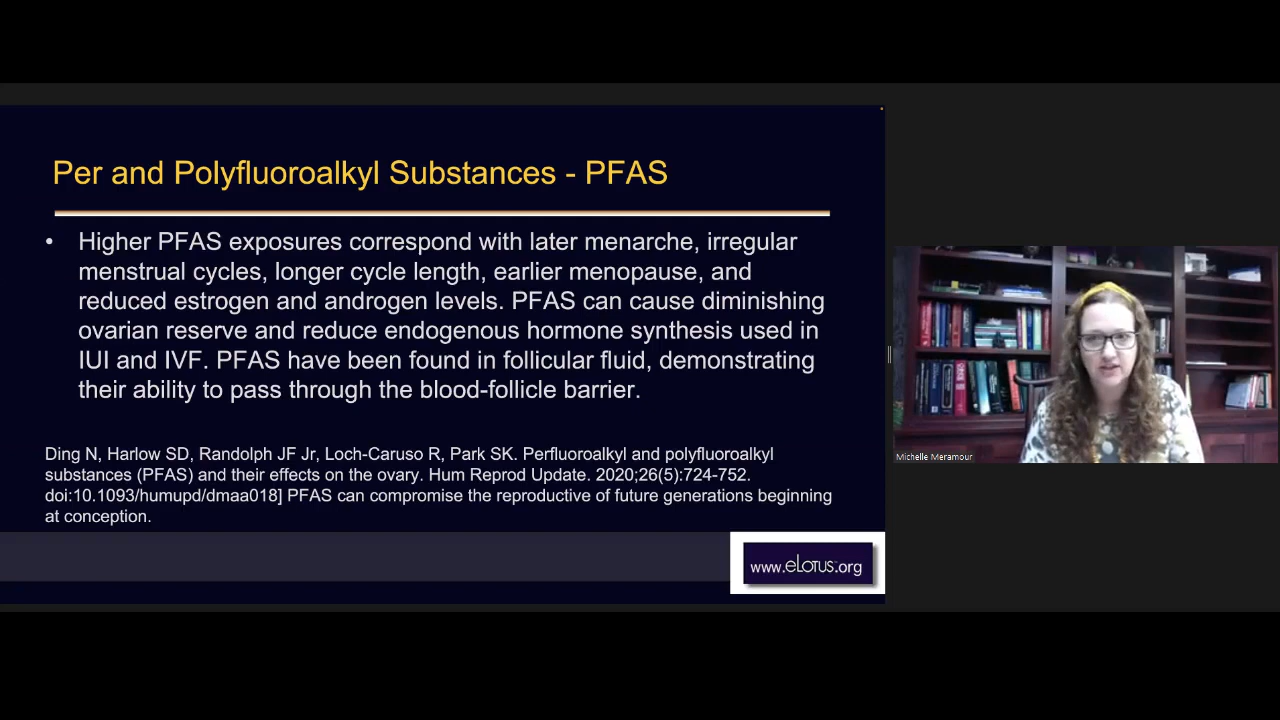 Per and Polyfluoroalkyl Substances - PFAS
• Higher PFAS exposures correspond with later menarche, irregular
menstrual cycles, longer cycle length, earlier menopause, and
reduced estrogen and androgen levels. PFAS can cause diminishing
ovarian reserve and reduce endogenous hormone synthesis used in
IUI and IVF. PFAS have been found in follicular fluid, demonstrating
their ability to pass through the blood-follicle barrier.
Ding N, Harlow SD, Randolph JF Jr, Loch-Caruso R, Park SK. Perfluoroalkyl and polyfluoroalkyl
substances (PFAS) and their effects on the ovary. Hum Reprod Update. 2020;26(5):724-752.
doi:10.1093/humupd/dmaa018] PFAS can compromise the reproductive of future generations beginning
at conception.
www.eLotus.org
Michelle Meramour